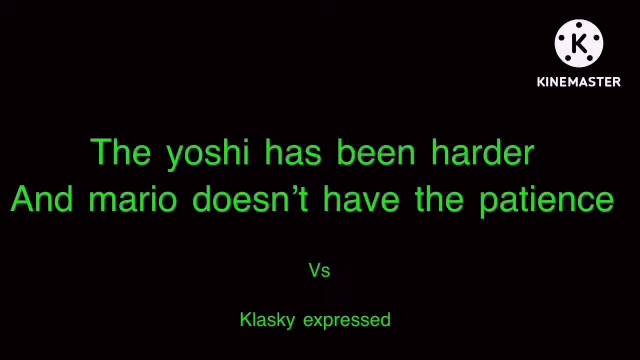 KINEMASTER
The yoshi has been harder
And mario doesn't have the patience
Vs
Klasky expressed